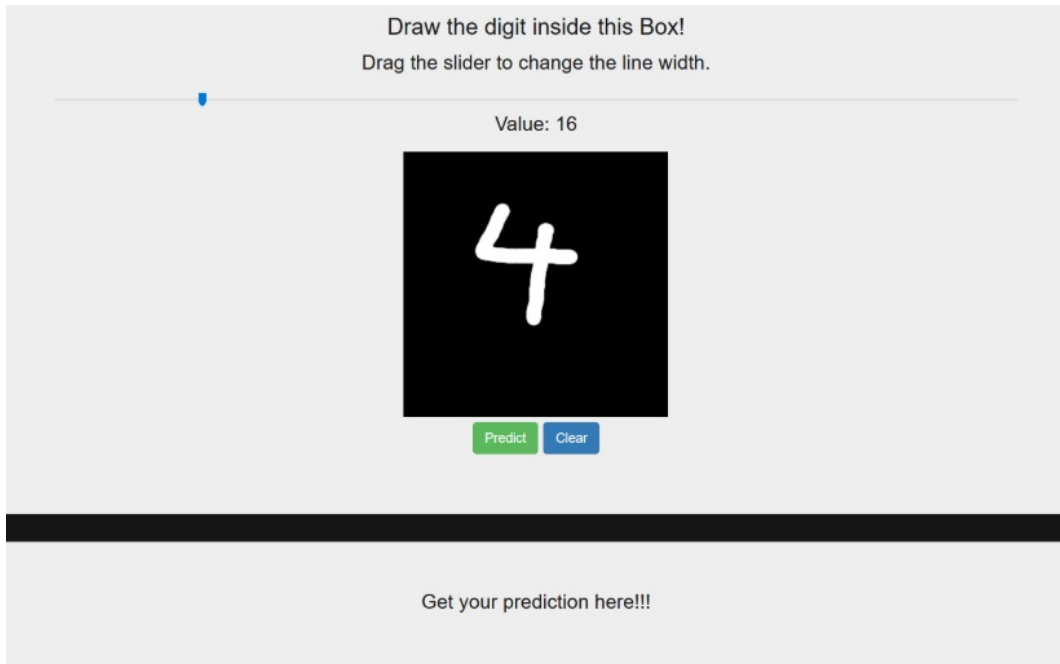 Draw the digit inside this Box!
Drag the slider to change the line width.
Value: 16
4
Predict Clear
Get your prediction here!!!